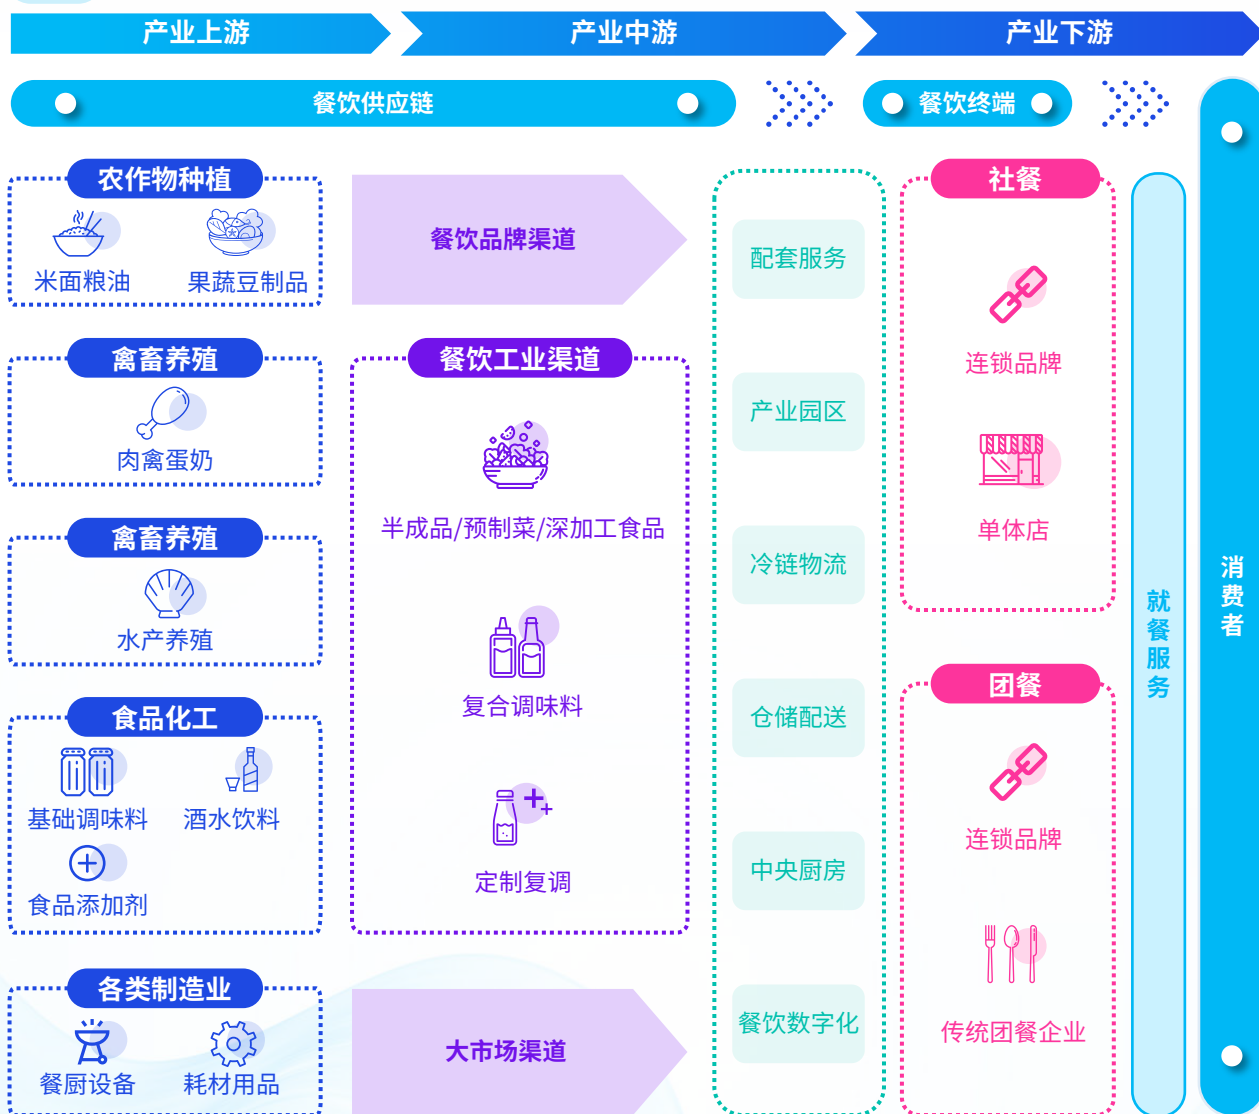 产业上游
产业中游
产业下游
餐饮供应链
餐饮终端
农作物种植
米面粮油
果蔬豆制品
禽畜养殖
肉禽蛋奶
禽畜养殖
水产养殖
食品化工
基础调味料
酒水饮料
食品添加剂
各类制造业
餐厨设备
耗材用品
餐饮品牌渠道
餐饮工业渠道
半成品/预制菜/深加工食品
复合调味料
定制复调
大市场渠道
配套服务
产业园区
冷链物流
仓储配送
中央厨房
餐饮数字化
社餐
连锁品牌
单体店
团餐
连锁品牌
传统团餐企业
就餐服务
消费者